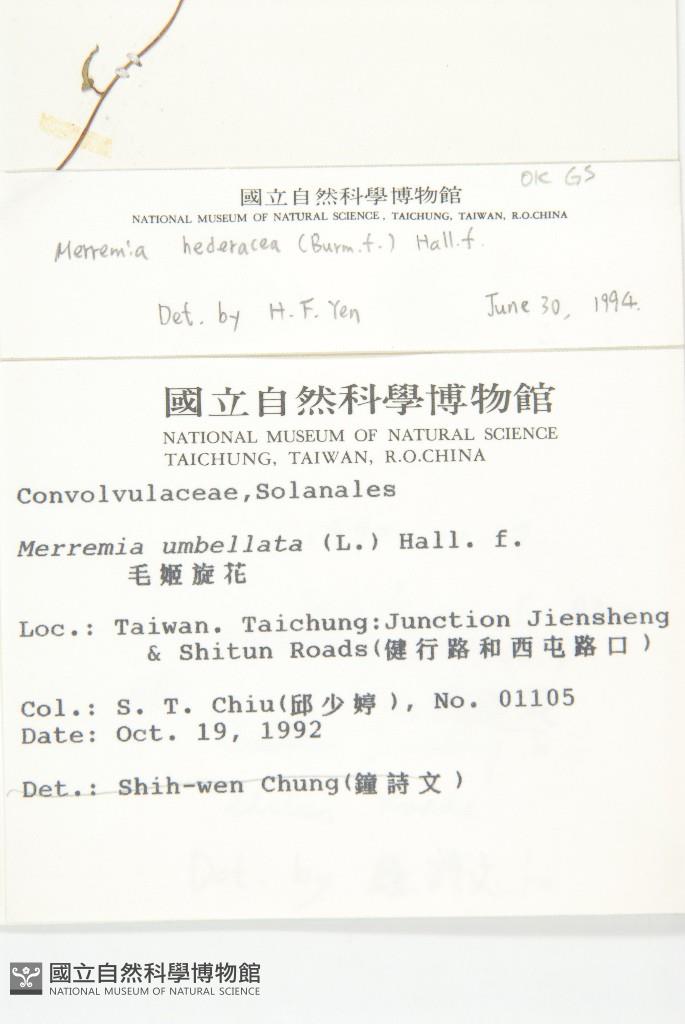 OK GS
國立自然科學博物館
NATIONAL MUSEUM OF NATURAL SCIENCE, TAICHUNG, TAIWAN, R.O.CHINA
Merremia hederacea (Burm.f.) Hall.f.
Det. by H.F. Yen June 30, 1994.
國立自然科學博物館
NATIONAL MUSEUM OF NATURAL SCIENCE
TAICHUNG, TAIWAN, R.O.CHINA
Convolvulaceae,Solanales
Merremia umbellata (L.) Hall. f.
毛姬旋花
Loc.: Taiwan. Taichung:Junction Jiensheng
& Shitun Roads(健行路和西屯路口)
Col.: S. T. Chiu(邱少婷), No. 01105
Date: Oct. 19, 1992
Det.: Shih-wen Chung(鐘詩文)
國立自然科學博物館
NATIONAL MUSEUM OF NATURAL SCIENCE